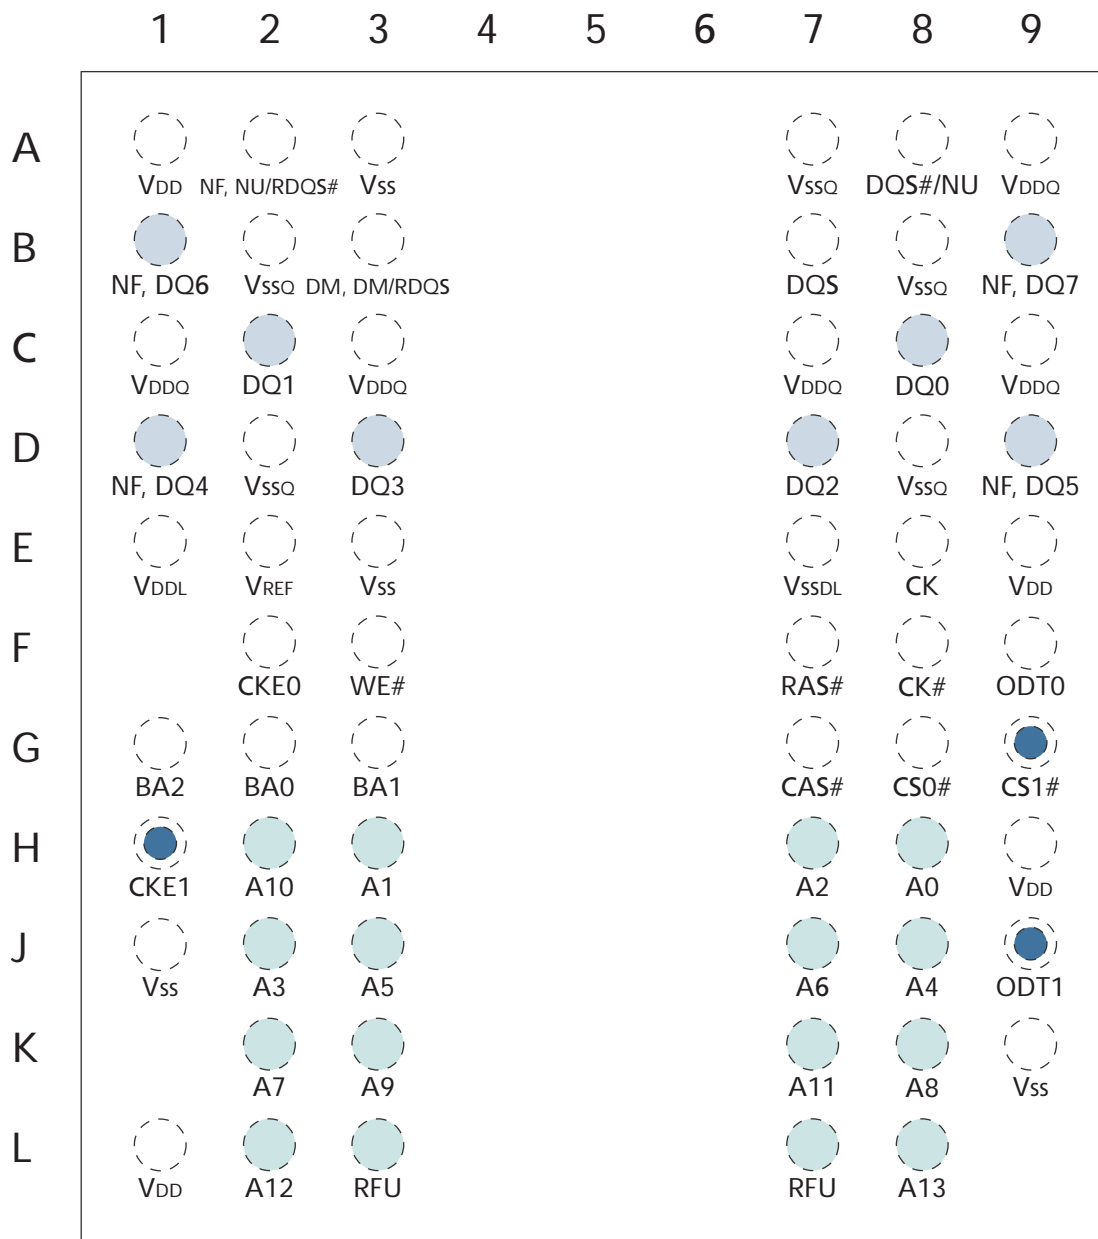 1 2 3 4 5 6 7 8 9
A
VDD NF, NU/RDQS# Vss VssQ DQS#/NU VDDQ
B
NF, DQ6 VssQ DM, DM/RDQS DQS VssQ NF, DQ7
C
VDDQ DQ1 VDDQ VDDQ DQ0 VDDQ
D
NF, DQ4 VssQ DQ3 DQ2 VssQ NF, DQ5
E
VDDL VREF Vss VssDL CK VDD
F
CKE0 WE# RAS# CK# ODT0
G
BA2 BA0 BA1 CAS# CS0# CS1#
H
CKE1 A10 A1 A2 A0 VDD
J
Vss A3 A5 A6 A4 ODT1
K
A7 A9 A11 A8 Vss
L
VDD A12 RFU RFU A13